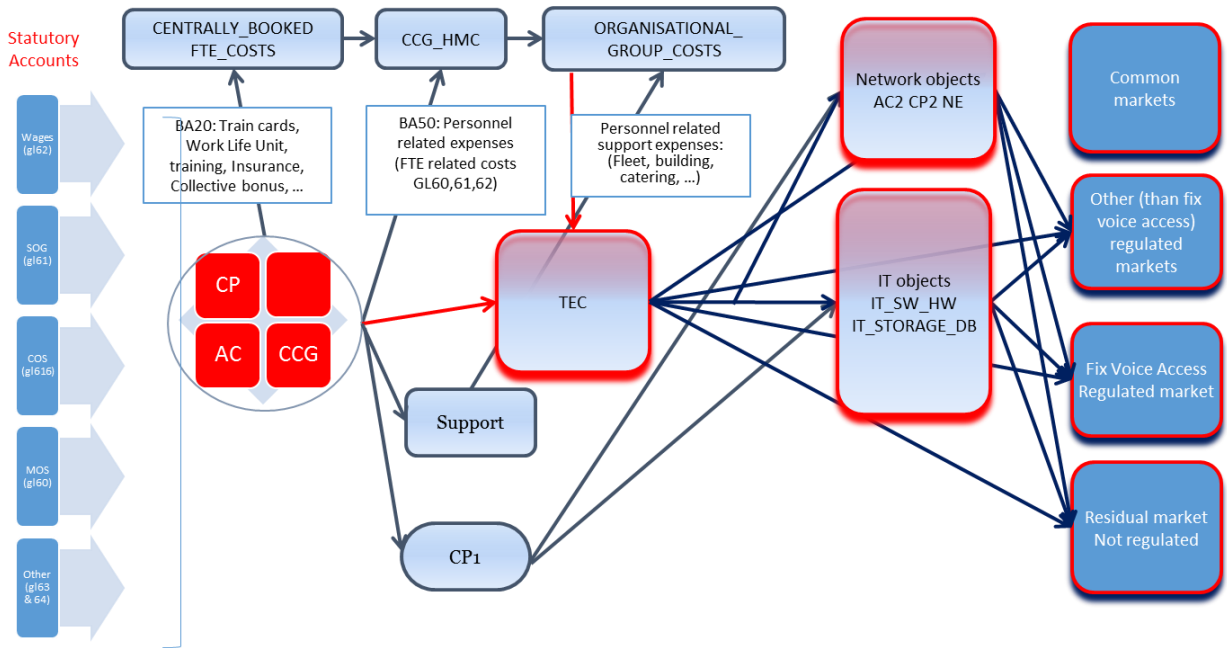 Statutory
Accounts
CENTRALLY_BOOKED
FTE_COSTS
CCG_HMC
ORGANISATIONAL_
GROUP_COSTS
Wages
(gl62)
SOG
(gl61)
COS
(gl616)
MOS
(gl60)
Other
(gl63
& 64)
BA20: Train cards,
Work Life Unit,
training, Insurance,
Collective bonus, ...
BA50: Personnel
related expenses
(FTE related costs
GL60,61,62)
Personnel related
support expenses:
(Fleet, building,
catering, ...)
CP
AC
CCG
TEC
Support
CP1
Network objects
AC2 CP2 NE
IT objects
IT_SW_HW
IT_STORAGE_DB
Common
markets
Other (than fix
voice access)
regulated
markets
Fix Voice Access
Regulated market
Residual market
Not regulated